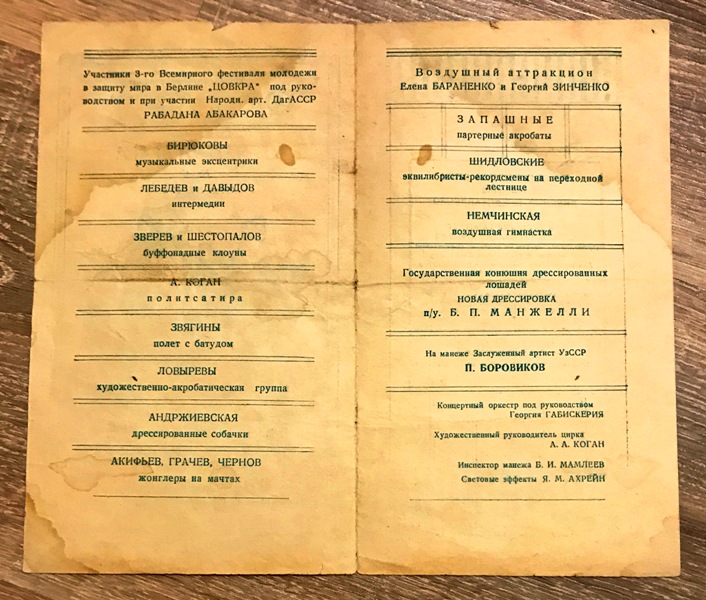 Участники 3-го Всемирного фестиваля молодежи
в защиту мира в Берлине „ЦОВКРА“ под руко-
водством и при участии Народн. арт. ДагАССР
РАБАДАНА АБАКАРОВА
БИРЮКОВЫ
музыкальные эксцентрики
ЛЕБЕДЕВ и ДАВЫДОВ
интермедии
ЗВЕРЕВ и ШЕСТОПАЛОВ
буффонадные клоуны
А. КОГАН
политсатира
ЗВЯГИНЫ
полет с батудом
ЛОВЫРЕВЫ
художественно-акробатическая группа
АНДРЖИЕВСКАЯ
дрессированные собачки
АКИФЬЕВ, ГРАЧЕВ, ЧЕРНОВ
жонглеры на мачтах
Воздушный аттракцион
Елена БАРАНЕНКО и Георгий ЗИНЧЕНКО
ЗАПАШНЫЕ
партерные акробаты
ШИДЛОВСКИЕ
эквилибристы-рекордсмены на переходной
лестнице
НЕМЧИНСКАЯ
воздушная гимнастка
Государственная конюшня дрессированных
лошадей
НОВАЯ ДРЕССИРОВКА
п/у. Б. П. МАНЖЕЛЛИ
На манеже Заслуженный артист УзССР
П. БОРОВИКОВ
Концертный оркестр под руководством
Георгия ГАБИСКЕРИЯ
Художественный руководитель цирка
А. А. КОГАН
Инспектор манежа Б. И. МАМЛЕЕВ
Световые эффекты Я. М. АХРЕЙН